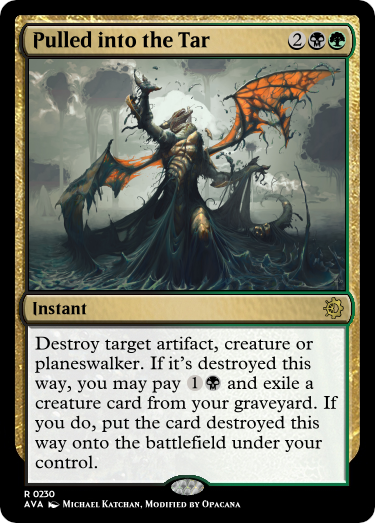 Pulled into the Tar 2
Instant
Destroy target artifact, creature or
planeswalker. If it's destroyed this
way, you may pay 1 and exile a
creature card from your graveyard. If
you do, put the card destroyed this
way onto the battlefield under your
control.
R 0230
AVA Michael Katchan, Modified by Opacana